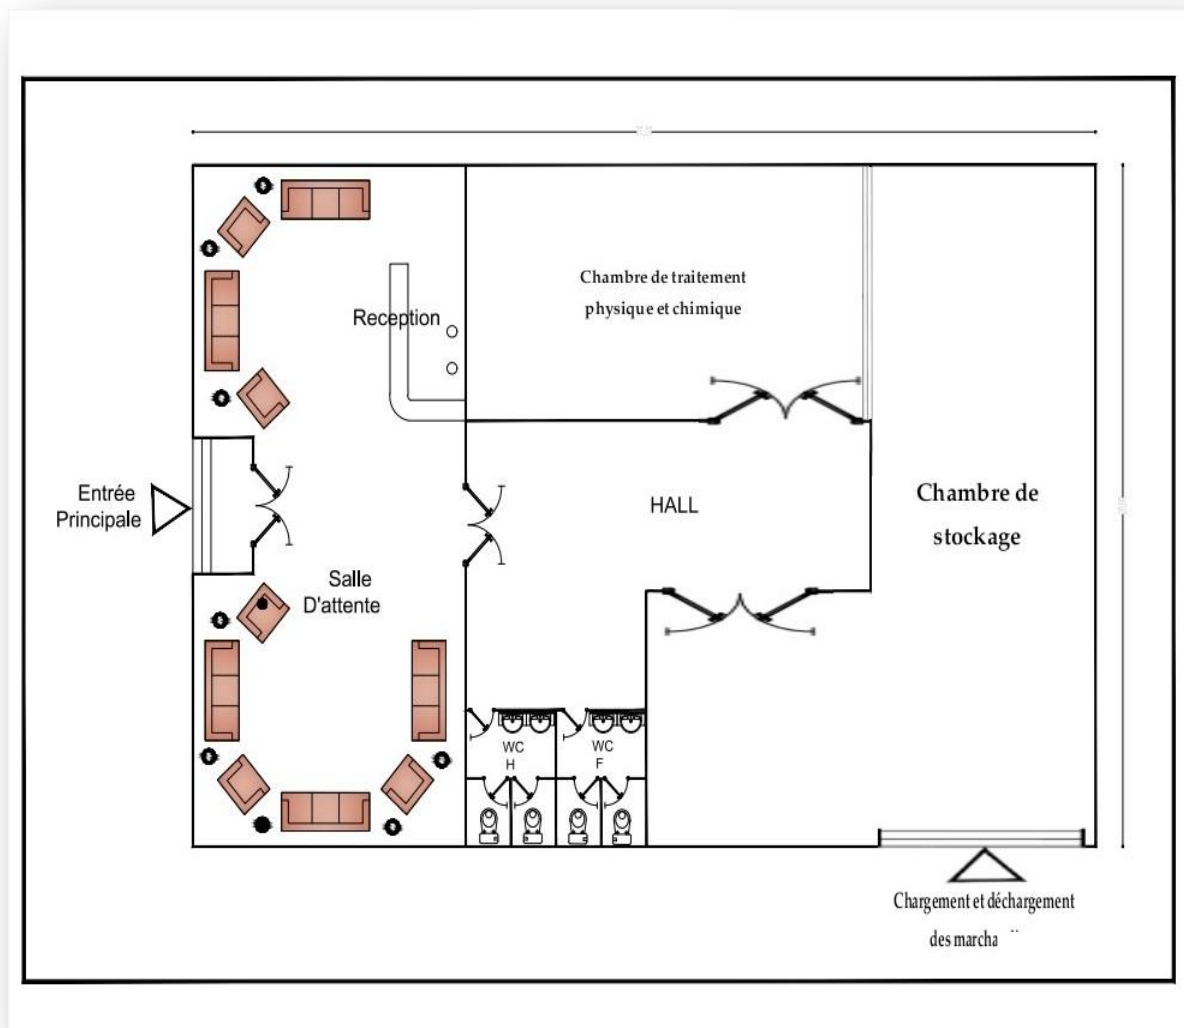 Chambre de traitement
physique et chimique
Reception
Entrée
Principale
HALL
Chambre de
stockage
Salle
D'attente
WC
H
WC
F
Chargement et déchargement
des